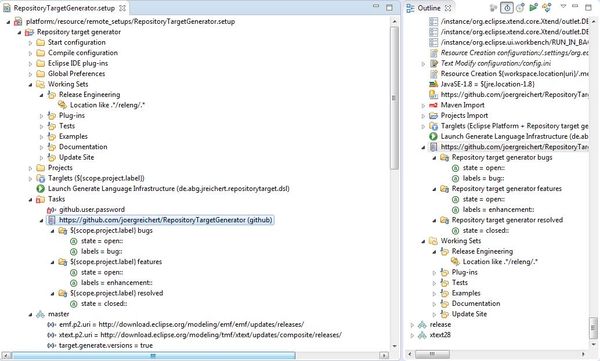 RepositoryTargetGenerator.setup
platform:/resource/remote_setups/RepositoryTargetGenerator.setup
Repository target generator
Start configuration
Compile configuration
Eclipse IDE plug-ins
Global Preferences
Working Sets
Release Engineering
Location like .*/releng/.*
Plug-ins
Tests
Examples
Documentation
Update Site
Projects
Targlets (${scope.project.label})
Launch Generate Language Infrastructure (de.abg.jreichert.repositorytarget.dsl)
Tasks
github.user.password
https://github.com/joergreichert/RepositoryTargetGenerator (github)
${scope.project.label} bugs
state = open::
labels = bug::
${scope.project.label} features
state = open::
labels = enhancement::
${scope.project.label} resolved
state = closed::
master
emf.p2.uri = http://download.eclipse.org/modeling/emf/emf/updates/releases/
xtext.p2.uri = http://download.eclipse.org/modeling/tmf/xtext/updates/composite/releases/
target.generate.versions = true
Outline
/instance/org.eclipse.xtend.core.Xtend/outlet.DE
/instance/org.eclipse.xtend.core.Xtend/outlet.DE
/instance/org.eclipse.ui.workbench/RUN_IN_BAC
Resource Creation configuration:/.settings/org.ec
Text Modify configuration:/config.ini
Resource Creation ${workspace.location|uri}/.me
JavaSE-1.8 = ${jre.location-1.8}
https://github.com/joergreichert/RepositoryTar
Maven Import
Projects Import
Targlets (Eclipse Platform + Repository target ge
Launch Generate Language Infrastructure (de.ab
https://github.com/joergreichert/RepositoryTar
Repository target generator bugs
state = open::
labels = bug::
Repository target generator features
state = open::
labels = enhancement::
Repository target generator resolved
state = closed::
Working Sets
Release Engineering
Location like .*/releng/.*
Plug-ins
Tests
Examples
Documentation
Update Site
release
xtext28